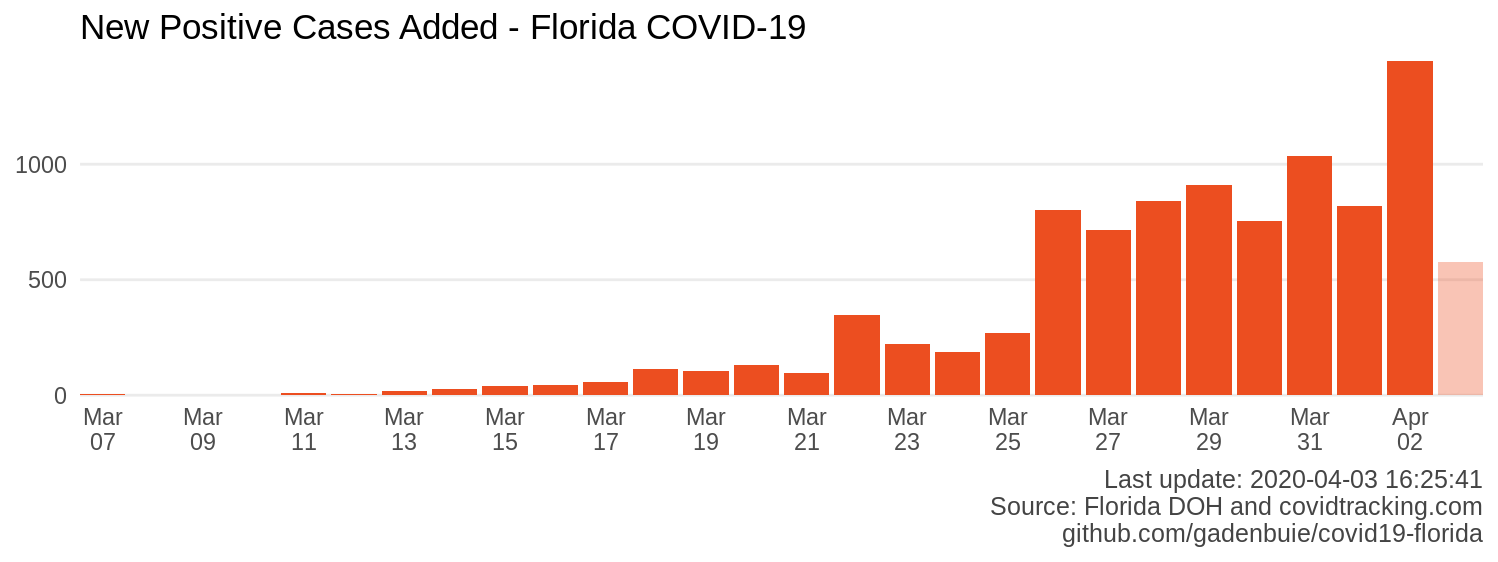 New Positive Cases Added - Florida COVID-19
1000
500
0
Mar 07
Mar 09
Mar 11
Mar 13
Mar 15
Mar 17
Mar 19
Mar 21
Mar 23
Mar 25
Mar 27
Mar 29
Mar 31
Apr 02
Last update: 2020-04-03 16:25:41
Source: Florida DOH and covidtracking.com
github.com/gadenbuie/covid19-florida